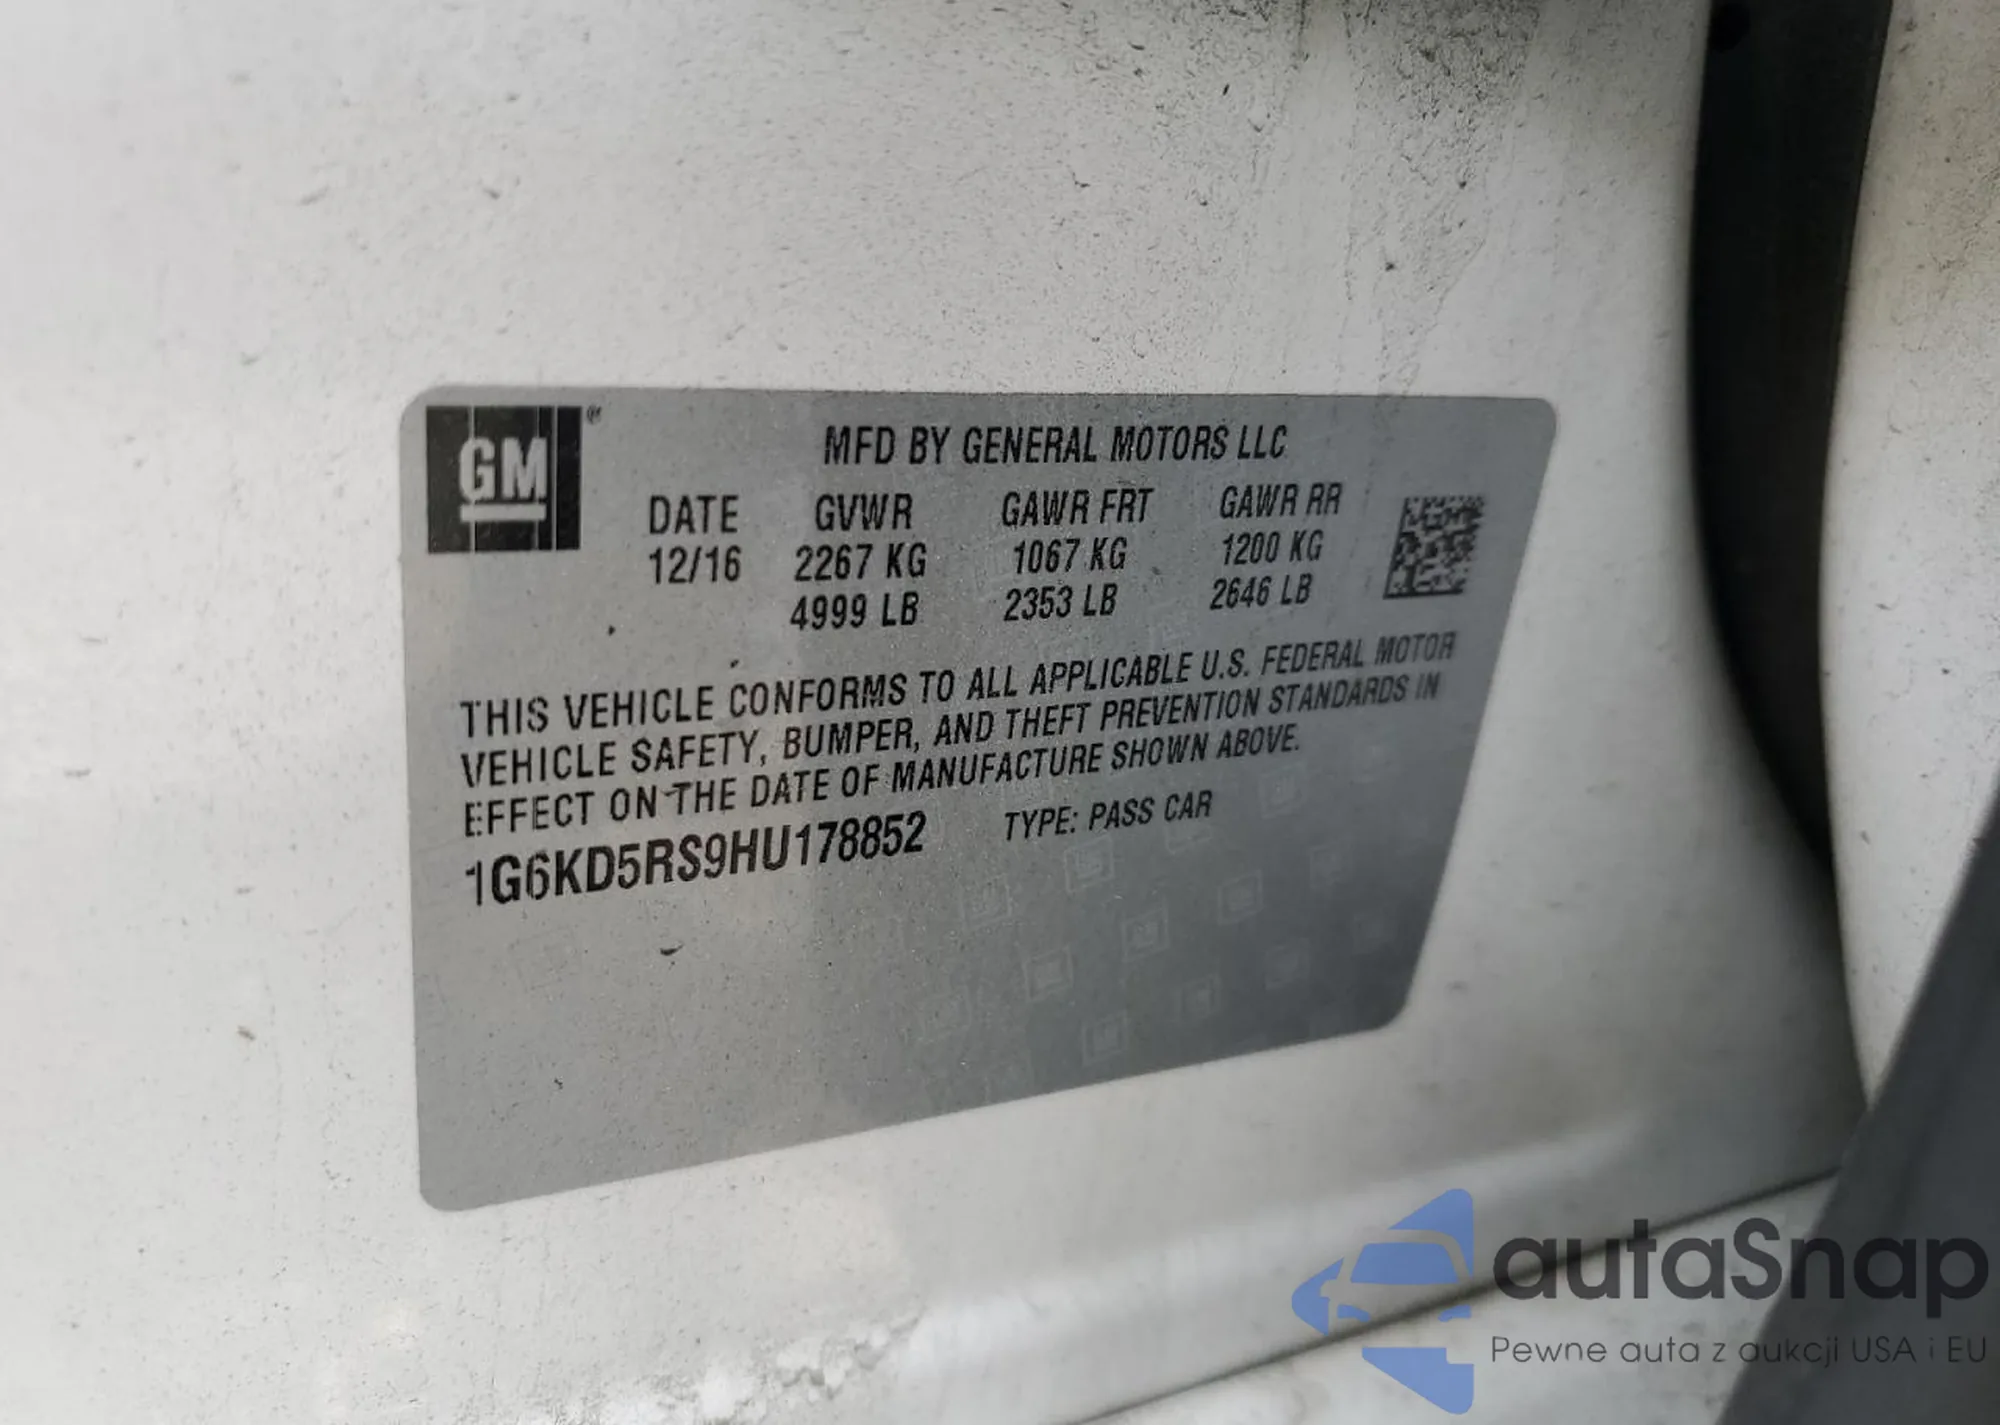 GM®
MFD BY GENERAL MOTORS LLC
DATE GVWR GAWR FRT GAWR RR
12/16 2267 KG 1067 KG 1200 KG
4999 LB 2353 LB 2646 LB
THIS VEHICLE CONFORMS TO ALL APPLICABLE U.S. FEDERAL MOTOR
VEHICLE SAFETY, BUMPER, AND THEFT PREVENTION STANDARDS IN
EFFECT ON THE DATE OF MANUFACTURE SHOWN ABOVE.
1G6KD5RS9HU178852 TYPE: PASS CAR
autaSnap
Pewne auta z aukcji USA i EU